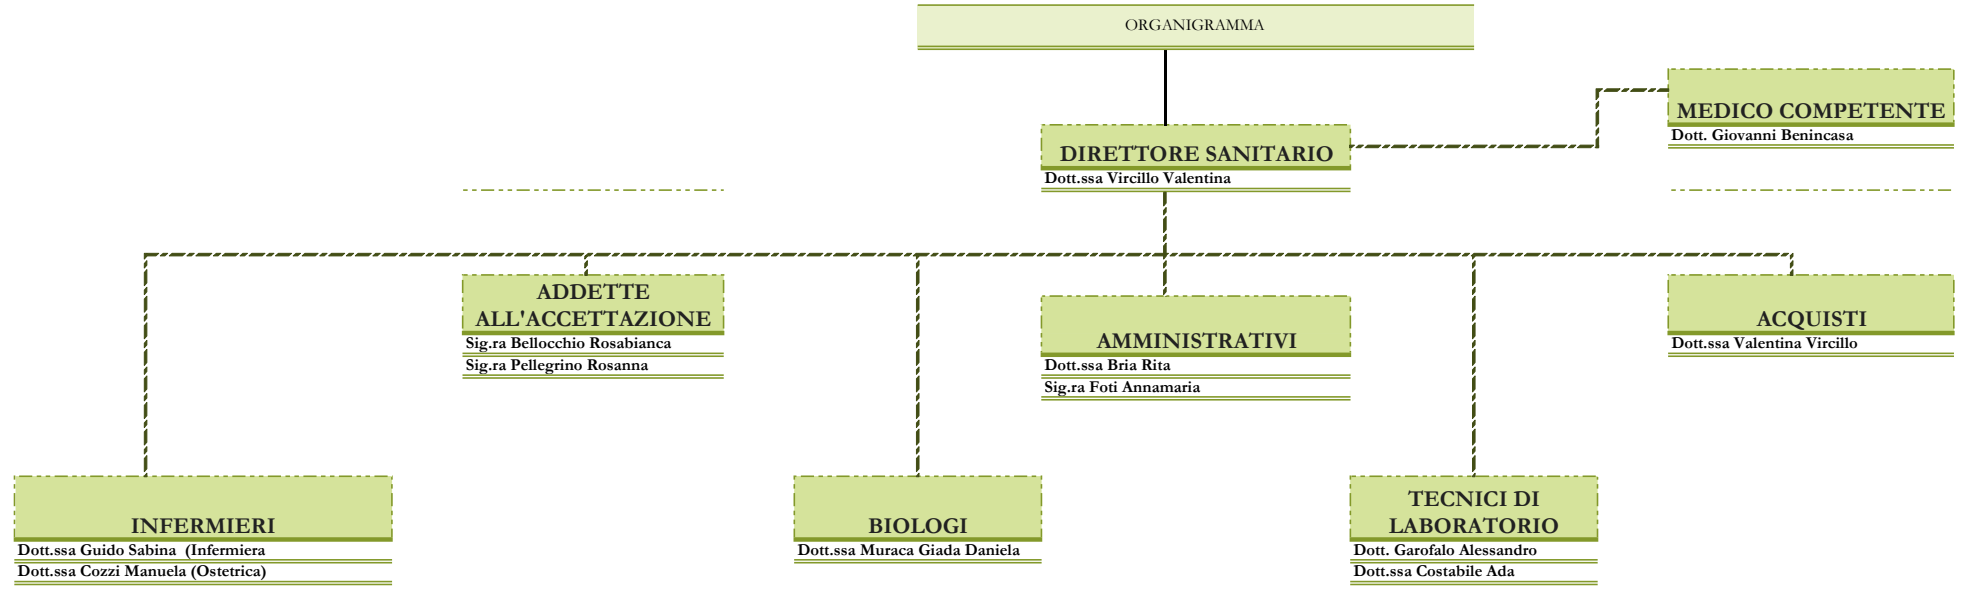 ORGANIGRAMMA
MEDICO COMPETENTE
Dott. Giovanni Benincasa
DIRETTORE SANITARIO
Dott.ssa Vircillo Valentina
ADDETTE
ALL'ACCETTAZIONE
Sig.ra Bellocchio Rosabianca
Sig.ra Pellegrino Rosanna
AMMINISTRATIVI
Dott.ssa Bria Rita
Sig.ra Foti Annamaria
ACQUISTI
Dott.ssa Valentina Vircillo
INFERMIERI
Dott.ssa Guido Sabina  (Infermiera
Dott.ssa Cozzi Manuela (Ostetrica)
BIOLOGI
Dott.ssa Muraca Giada Daniela
TECNICI DI
LABORATORIO
Dott. Garofalo Alessandro
Dott.ssa Costabile Ada